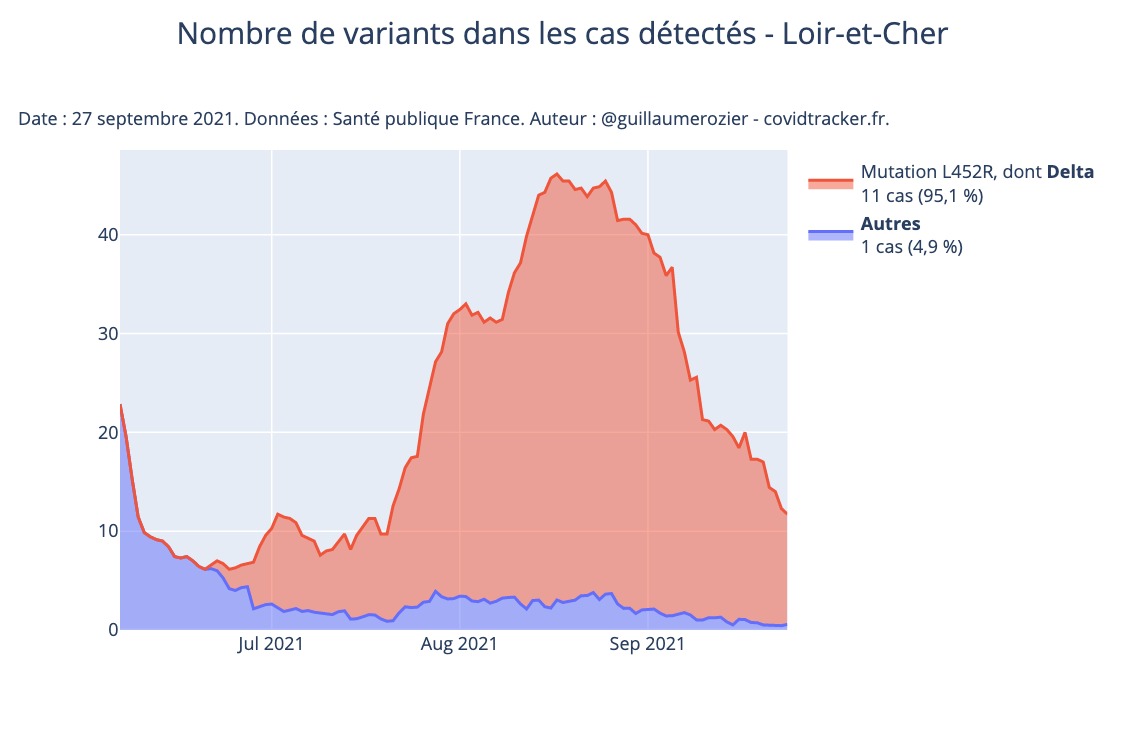 Nombre de variants dans les cas détectés - Loir-et-Cher
Date : 27 septembre 2021. Données : Santé publique France. Auteur : @guillaumerozier - covidtracker.fr.
Mutation L452R, dont Delta
11 cas (95,1 %)
Autres
1 cas (4,9 %)
40
30
20
10
0
Jul 2021
Aug 2021
Sep 2021